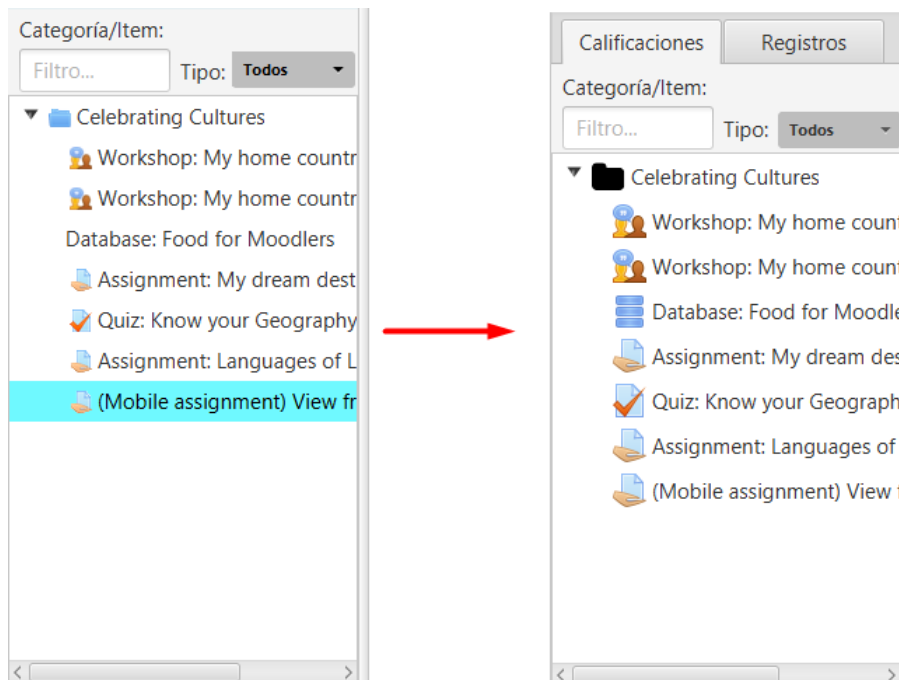 Categoría/Item:
Filtro...
Tipo:
Todos
Celebrating Cultures
Workshop: My home countr
Workshop: My home countr
Database: Food for Moodlers
Assignment: My dream dest
Quiz: Know your Geography
Assignment: Languages of L
(Mobile assignment) View fr
Calificaciones
Registros
Categoría/Item:
Filtro...
Tipo:
Todos
Celebrating Cultures
Workshop: My home count
Workshop: My home count
Database: Food for Moodle
Assignment: My dream des
Quiz: Know your Geograph
Assignment: Languages of
(Mobile assignment) View f